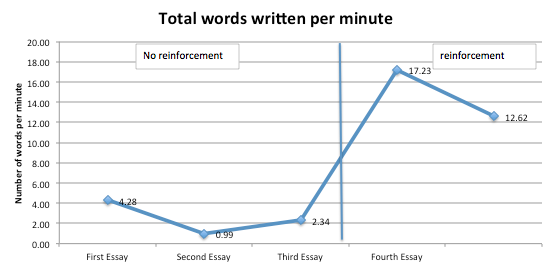 Total words written per minute
No reinforcement
reinforcement
Number of words per minute
20.00
18.00
16.00
14.00
12.00
10.00
8.00
6.00
4.00
2.00
0.00
4.28
0.99
2.34
17.23
12.62
First Essay
Second Essay
Third Essay
Fourth Essay